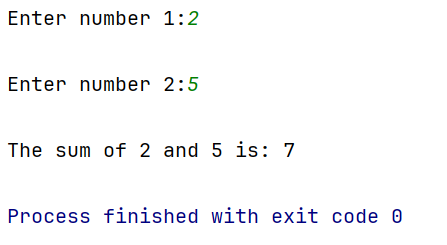 Enter number 1:2
Enter number 2:5
The sum of 2 and 5 is: 7
Process finished with exit code 0